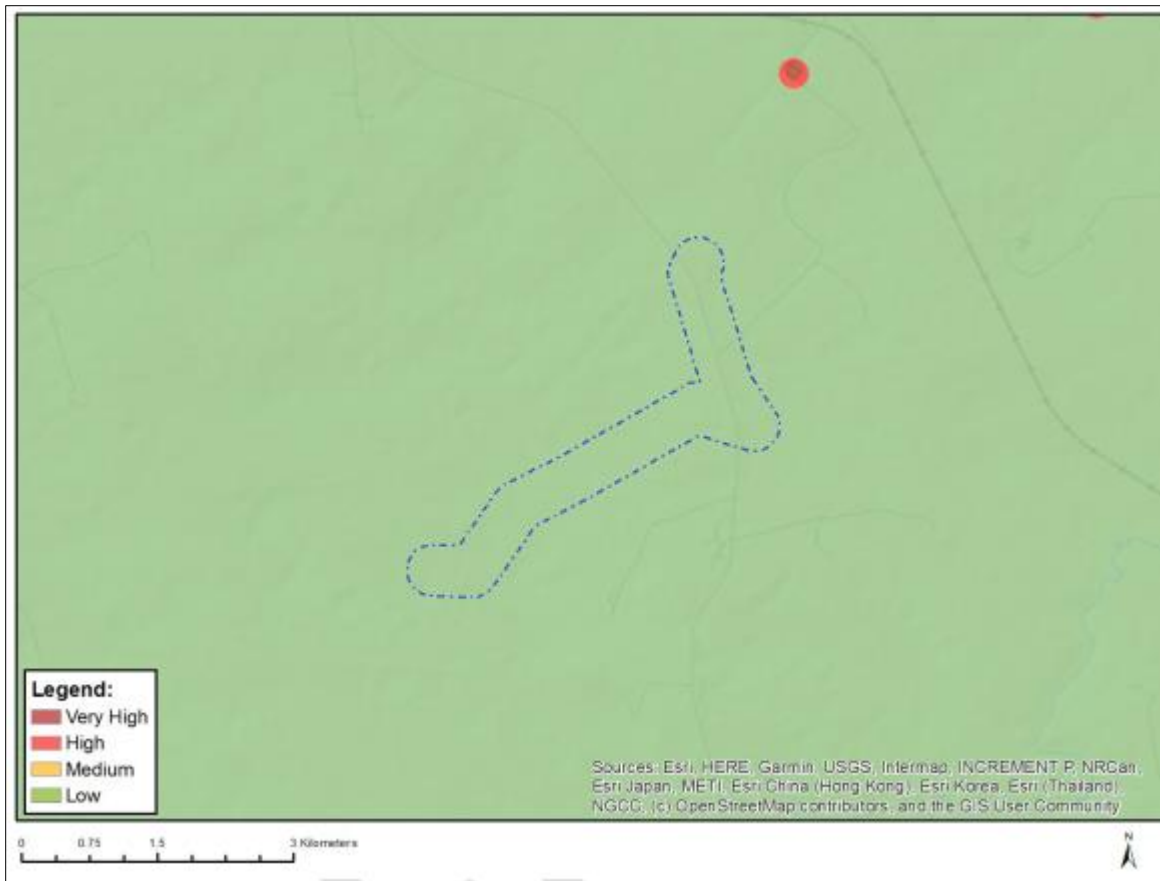 Legend:
Very High
High
Medium
Low
Sources: Esri, HERE, Garmin, USGS, Intermap, INCREMENT P, NRCan,
Esri Japan, METI, Esri China (Hong Kong), Esri Korea, Esri (Thailand),
NGCC, (c) OpenStreetMap contributors, and the GIS User Community
0 0.75 1.5 3 Kilometers
N